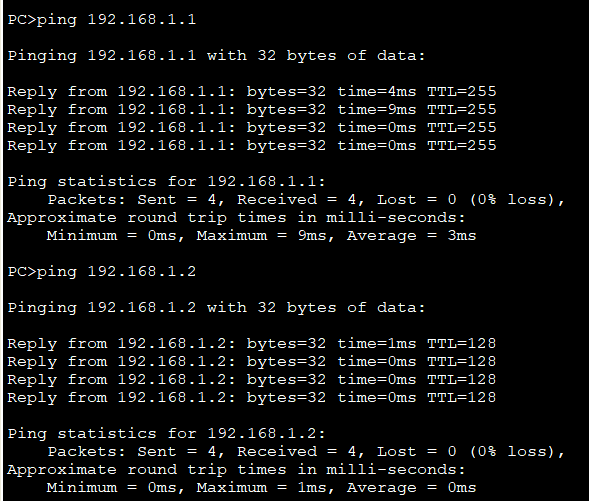 PC>ping 192.168.1.1
Pinging 192.168.1.1 with 32 bytes of data:
Reply from 192.168.1.1: bytes=32 time=4ms TTL=255
Reply from 192.168.1.1: bytes=32 time=9ms TTL=255
Reply from 192.168.1.1: bytes=32 time=0ms TTL=255
Reply from 192.168.1.1: bytes=32 time=0ms TTL=255
Ping statistics for 192.168.1.1:
    Packets: Sent = 4, Received = 4, Lost = 0 (0% loss),
Approximate round trip times in milli-seconds:
    Minimum = 0ms, Maximum = 9ms, Average = 3ms
PC>ping 192.168.1.2
Pinging 192.168.1.2 with 32 bytes of data:
Reply from 192.168.1.2: bytes=32 time=1ms TTL=128
Reply from 192.168.1.2: bytes=32 time=0ms TTL=128
Reply from 192.168.1.2: bytes=32 time=0ms TTL=128
Reply from 192.168.1.2: bytes=32 time=0ms TTL=128
Ping statistics for 192.168.1.2:
    Packets: Sent = 4, Received = 4, Lost = 0 (0% loss),
Approximate round trip times in milli-seconds:
    Minimum = 0ms, Maximum = 1ms, Average = 0ms